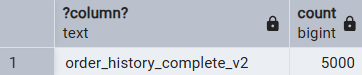 ?column? count
text bigint
1 order_history_complete_v2 5000